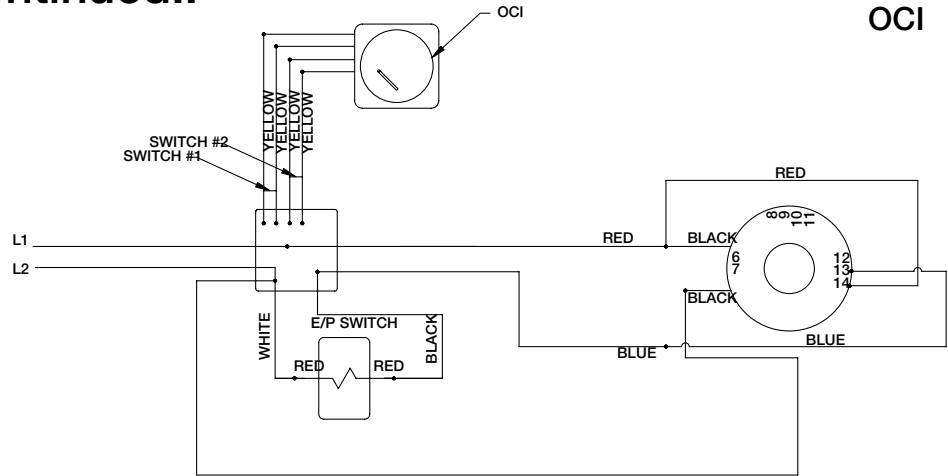 ntinued..
OCI
OCI
YELLOW
YELLOW
YELLOW
YELLOW
SWITCH #2
SWITCH #1
RED
L1
RED
BLACK
8
9
10
11
6
7
12
13
14
L2
BLACK
WHITE
E/P SWITCH
BLACK
RED
RED
BLUE
BLUE